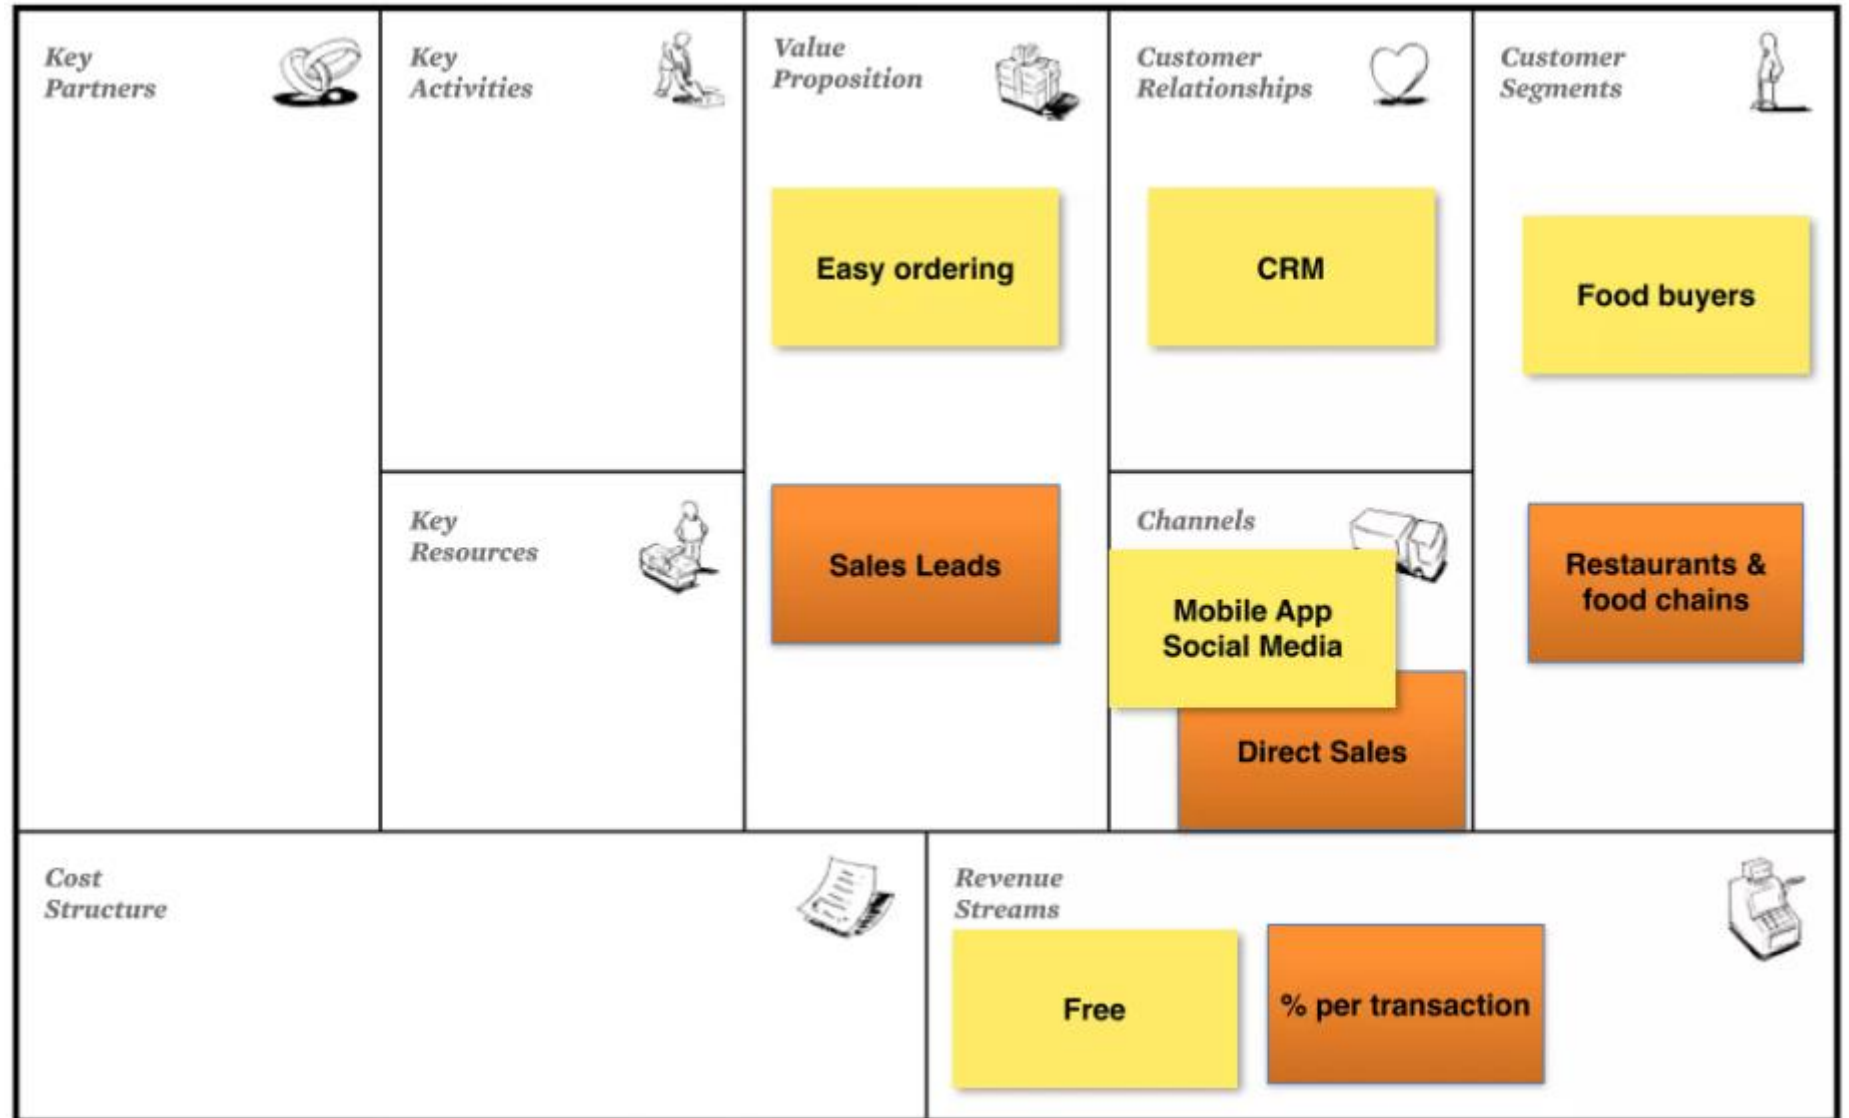 Key
Partners
Key
Activities
Value
Proposition
Easy ordering
Sales Leads
Customer
Relationships
CRM
Customer
Segments
Food buyers
Restaurants &
food chains
Key
Resources
Channels
Mobile App
Social Media
Direct Sales
Cost
Structure
Revenue
Streams
Free
% per transaction